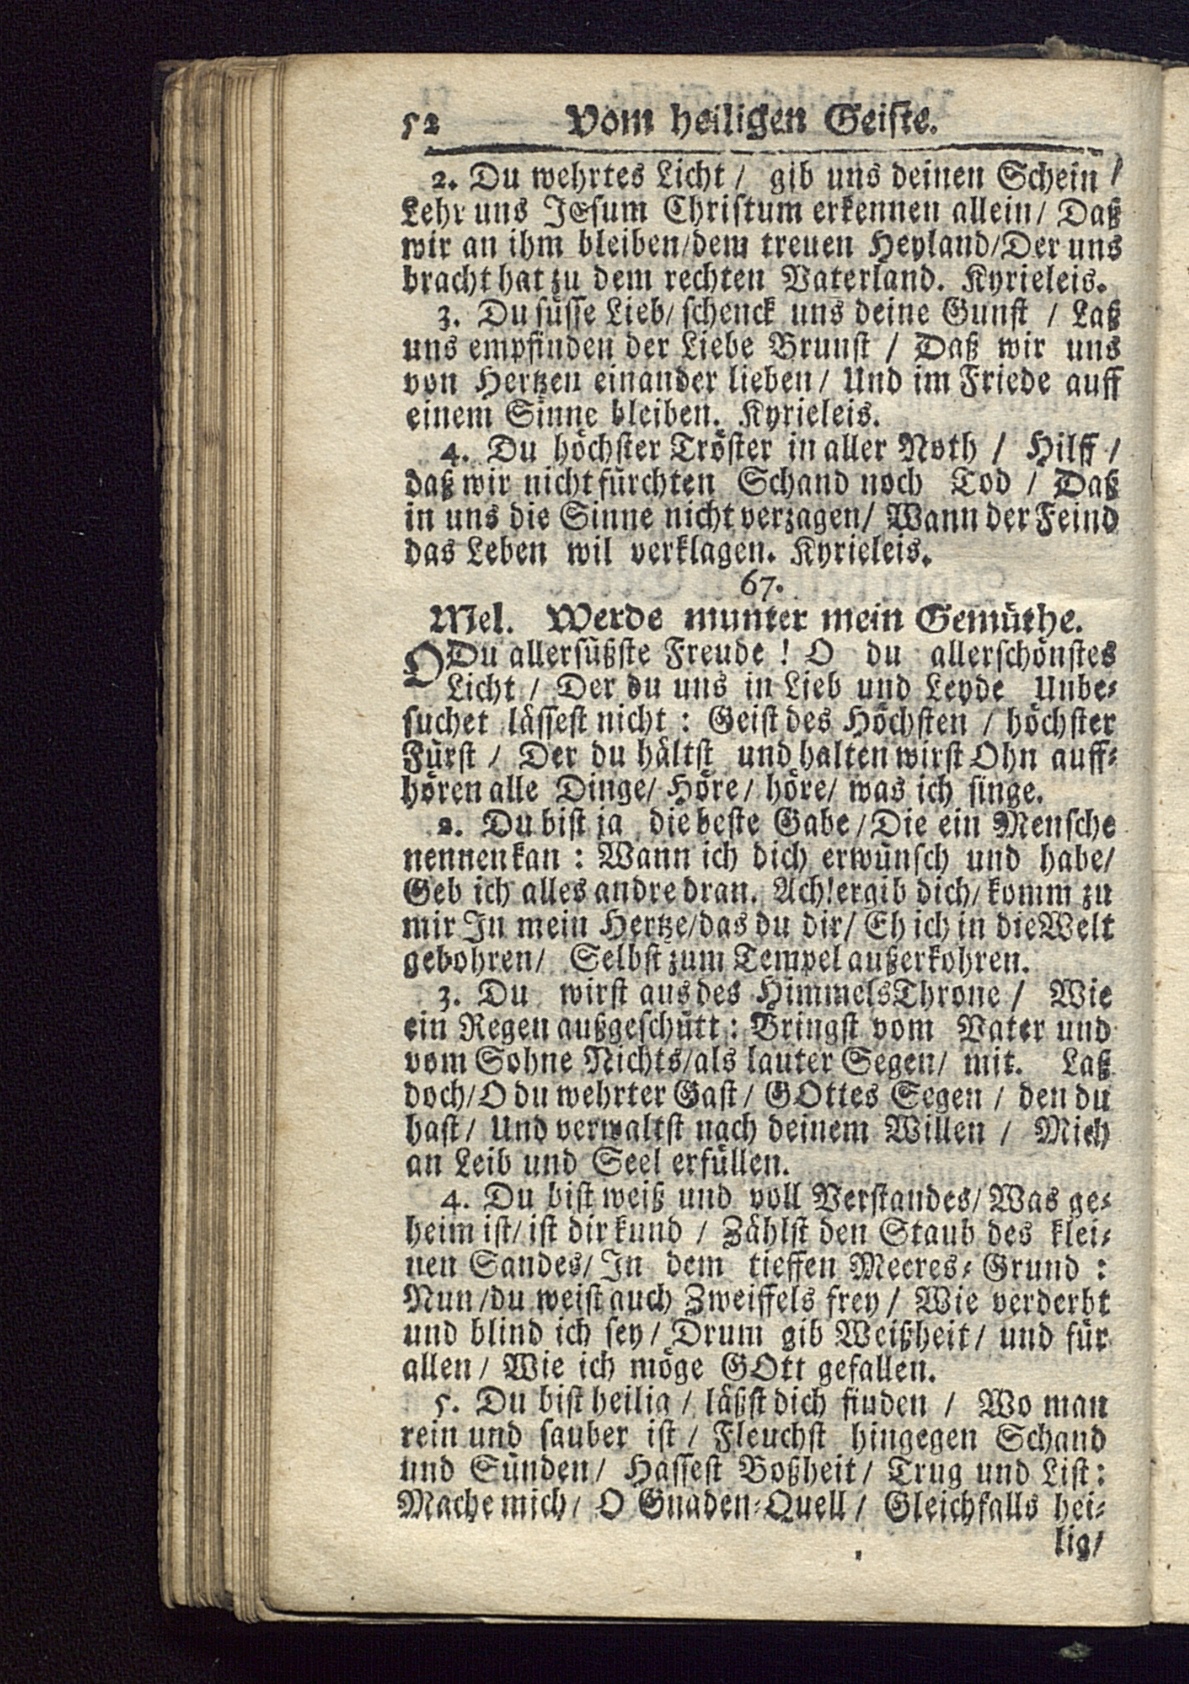 52 Vom heiligen Geiste.
2. Du wehrtes Licht / gib uns deinen Schein /
Lehr uns JEsum Christum erkennen allein / Daß
wir an ihm bleiben / dem treuen Heyland / Der uns
bracht hat zu dem rechten Vaterland. Kyrieleis.
3. Du süsse Lieb / schenck uns deine Gunst / Laß
uns empfinden der Liebe Brunst / Daß wir uns
von Hertzen einander lieben / Und im Friede auff
einem Sinne bleiben. Kyrieleis.
4. Du höchster Tröster in aller Noth / Hilff /
daß wir nicht fürchten Schand noch Tod / Daß
in uns die Sinne nicht verzagen / Wann der Feind
das Leben wil verklagen. Kyrieleis.
67.
Mel. Werde munter mein Gemüthe.
O Du allersüßste Freude ! O du allerschönstes
Licht / Der du uns in Lieb und Leyde Unbe-
suchet lässest nicht : Geist des Höchsten / höchster
Fürst / Der du hältst und halten wirst Ohn auff-
hören alle Dinge / Höre / höre / was ich singe.
2. Du bist ja die beste Gabe / Die ein Mensche
nennen kan : Wann ich dich erwünsch und habe /
Geb ich alles andre dran. Ach! ergib dich / komm zu
mir In mein Hertze / das du dir / Eh ich in die Welt
gebohren / Selbst zum Tempel außerkohren.
3. Du wirst aus des Himmels Throne / Wie
ein Regen außgeschütt : Bringst vom Vater und
vom Sohne Nichts / als lauter Segen / mit. Laß
doch / O du wehrter Gast / GOttes Segen / den du
hast / Und verwaltst nach deinem Willen / Mich
an Leib und Seel erfüllen.
4. Du bist weiß und voll Verstandes / Was ge-
heim ist / ist dir kund / Zählst den Staub des klei-
nen Sandes / In dem tieffen Meeres-Grund :
Nun / du weist auch Zweiffels frey / Wie verderbt
und blind ich sey / Drum gib Weißheit / und für
allen / Wie ich möge GOtt gefallen.
5. Du bist heilig / läßst dich finden / Wo man
rein und sauber ist / Fleuchst hingegen Schand
und Sünden / Hassest Boßheit / Trug und List :
Mache mich / O Gnaden-Quell / Gleichfalls hei-
lig /